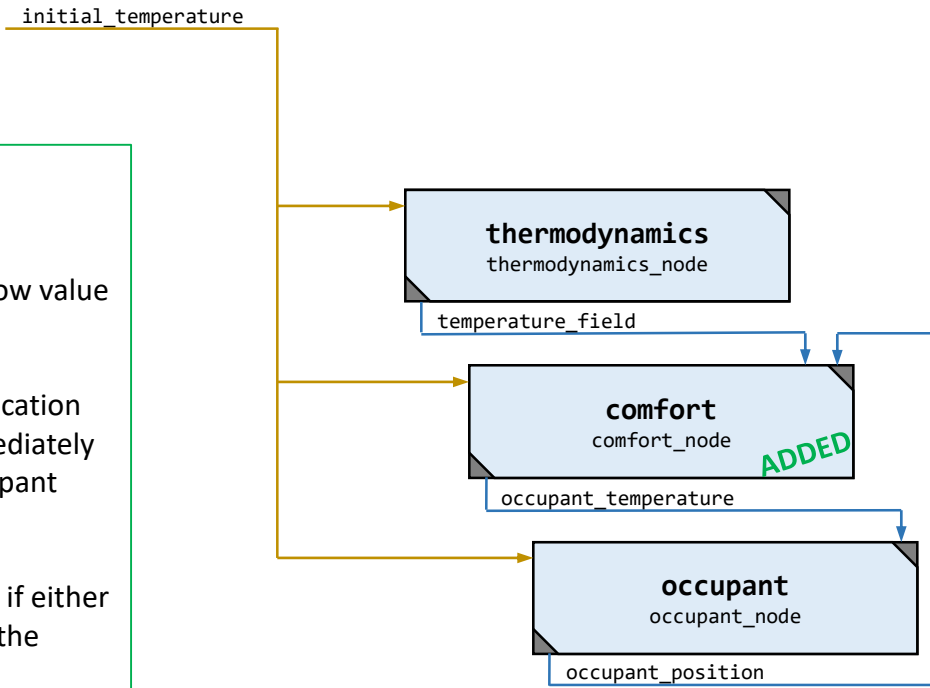 initial_temperature
ow value
cation
ediately
pant
if either
the
thermodynamics
thermodynamics_node
temperature_field
comfort
comfort_node
ADDED
occupant_temperature
occupant
occupant_node
occupant_position